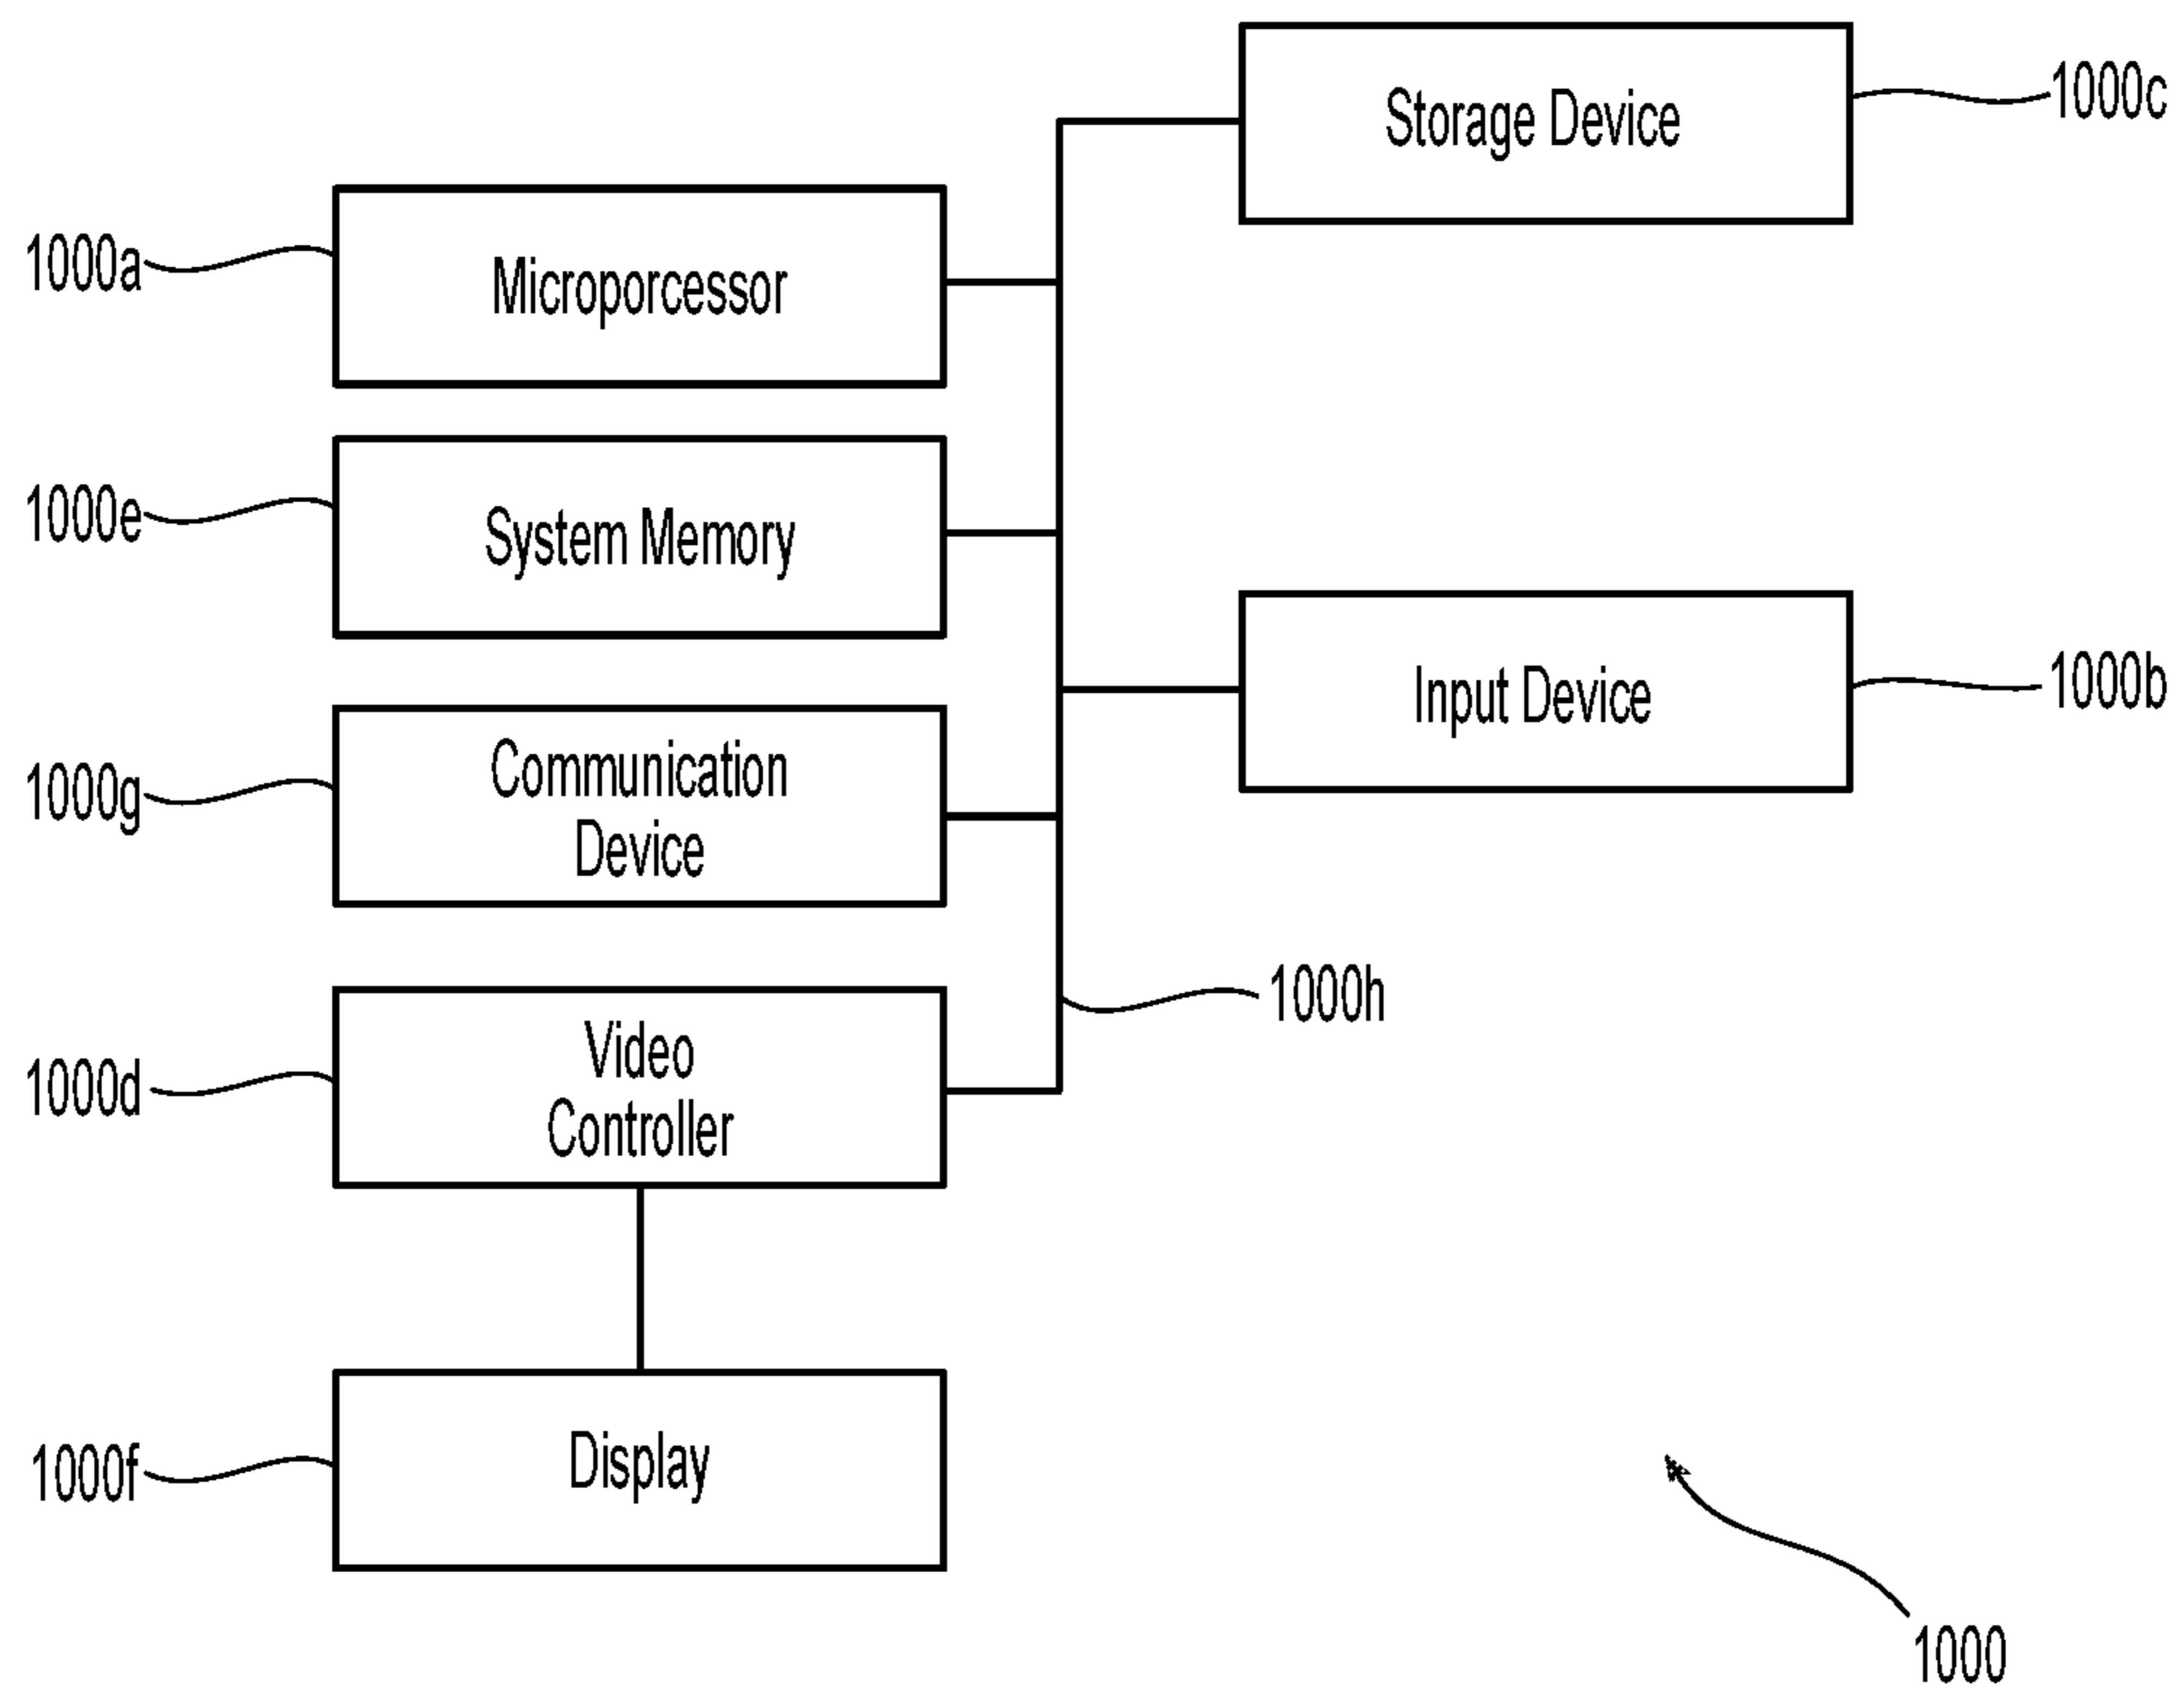 Storage Device
1000c
1000a
Microporcessor
1000e
System Memory
Input Device
1000b
1000g
Communication
Device
1000h
1000d
Video
Controller
1000f
Display
1000